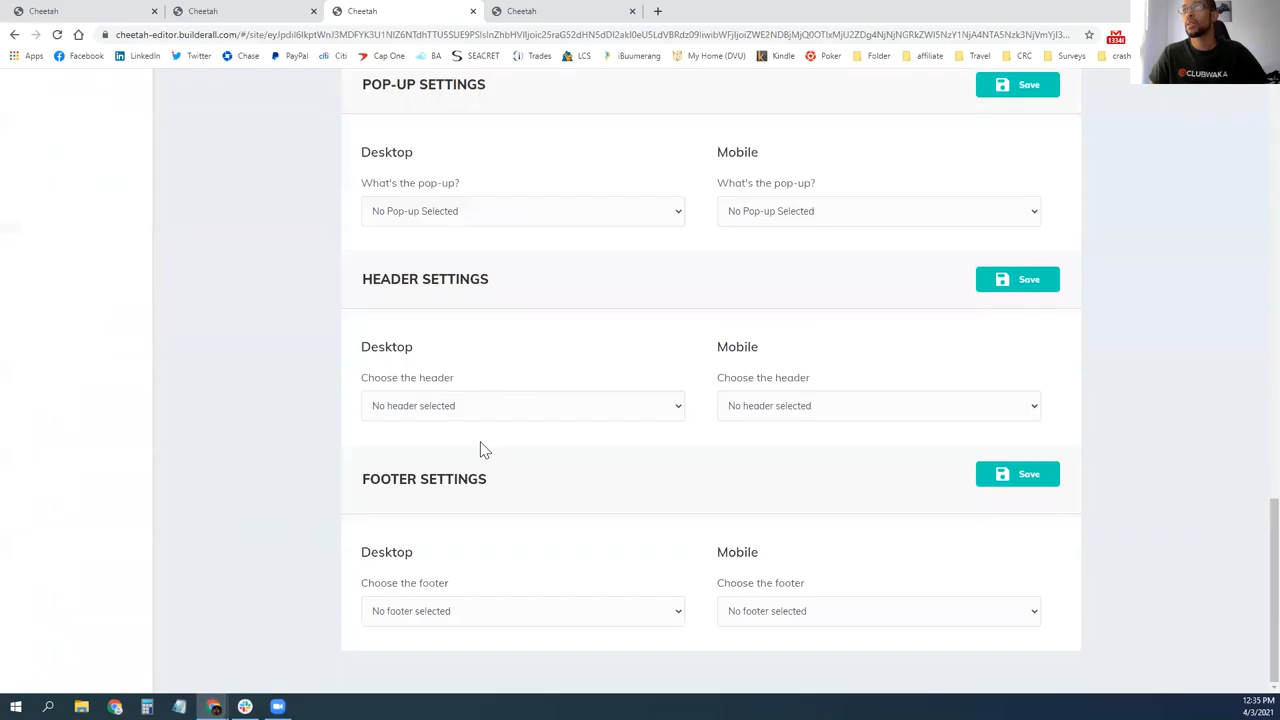 Cheetah Cheetah Cheetah Cheetah
Apps Facebook LinkedIn Twitter Chase PayPal Citi Cap One BA SEACRET Trades LCS iBuumerang My Home (DVU) Kindle Poker Folder affiliate Travel CRC Surveys crash
CLUBWAKA
POP-UP SETTINGS Save
Desktop Mobile
What's the pop-up? What's the pop-up?
No Pop-up Selected No Pop-up Selected
HEADER SETTINGS Save
Desktop Mobile
Choose the header Choose the header
No header selected No header selected
FOOTER SETTINGS Save
Desktop Mobile
Choose the footer Choose the footer
No footer selected No footer selected
12:35 PM
4/3/2021